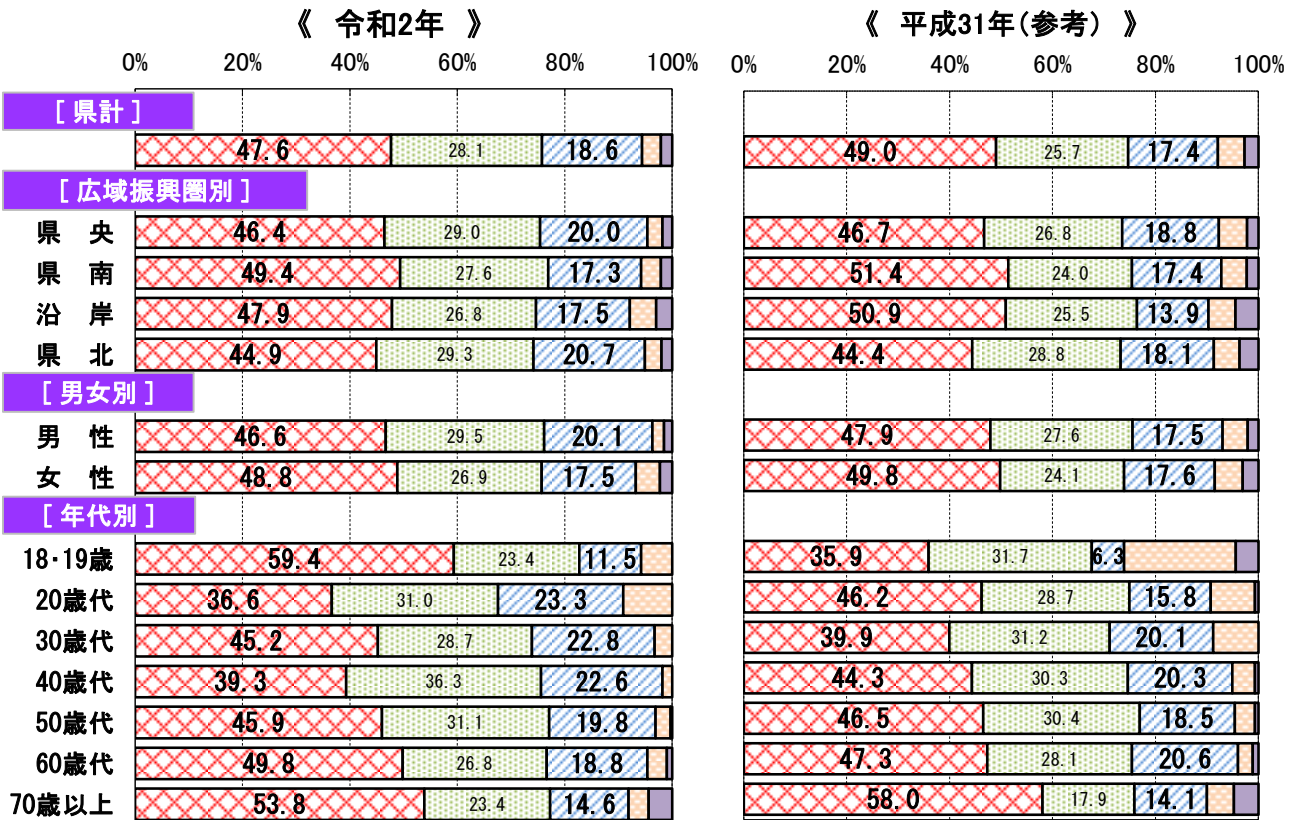 《 令和2年 》 《 平成31年(参考) 》
0% 20% 40% 60% 80% 100% 0% 20% 40% 60% 80% 100%
[ 県計 ]
47.6 28.1 18.6 49.0 25.7 17.4
[ 広域振興圏別 ]
県 央 46.4 29.0 20.0 46.7 26.8 18.8
県 南 49.4 27.6 17.3 51.4 24.0 17.4
沿 岸 47.9 26.8 17.5 50.9 25.5 13.9
県 北 44.9 29.3 20.7 44.4 28.8 18.1
[ 男女別 ]
男 性 46.6 29.5 20.1 47.9 27.6 17.5
女 性 48.8 26.9 17.5 49.8 24.1 17.6
[ 年代別 ]
18・19歳 59.4 23.4 11.5 35.9 31.7 6.3
20歳代 36.6 31.0 23.3 46.2 28.7 15.8
30歳代 45.2 28.7 22.8 39.9 31.2 20.1
40歳代 39.3 36.3 22.6 44.3 30.3 20.3
50歳代 45.9 31.1 19.8 46.5 30.4 18.5
60歳代 49.8 26.8 18.8 47.3 28.1 20.6
70歳以上 53.8 23.4 14.6 58.0 17.9 14.1